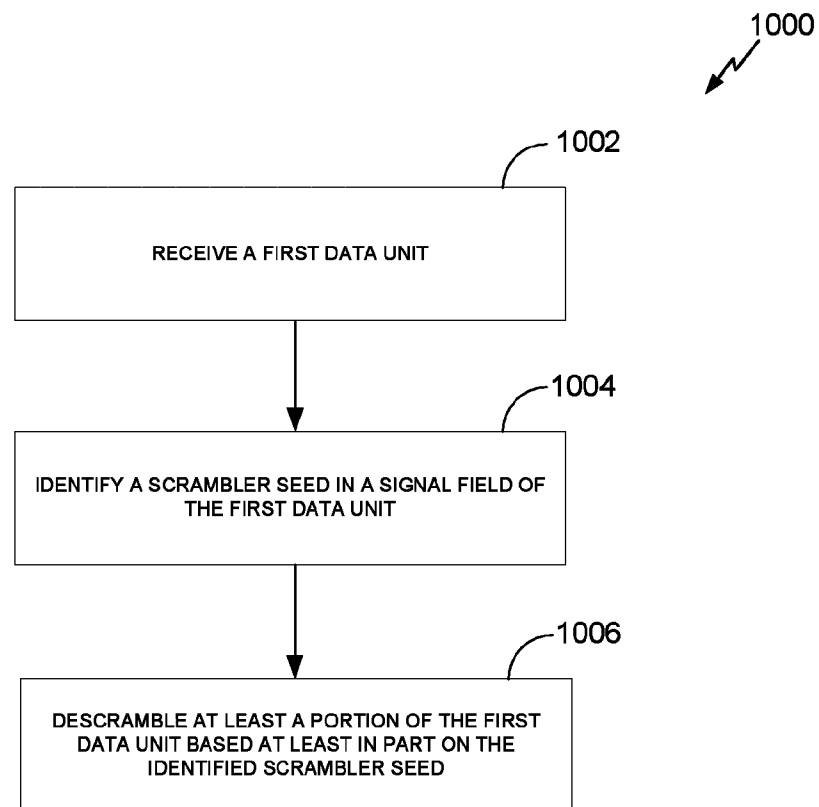 1000
1002
RECEIVE A FIRST DATA UNIT
1004
IDENTIFY A SCRAMBLER SEED IN A SIGNAL FIELD OF
THE FIRST DATA UNIT
1006
DESCRAMBLE AT LEAST A PORTION OF THE FIRST
DATA UNIT BASED AT LEAST IN PART ON THE
IDENTIFIED SCRAMBLER SEED